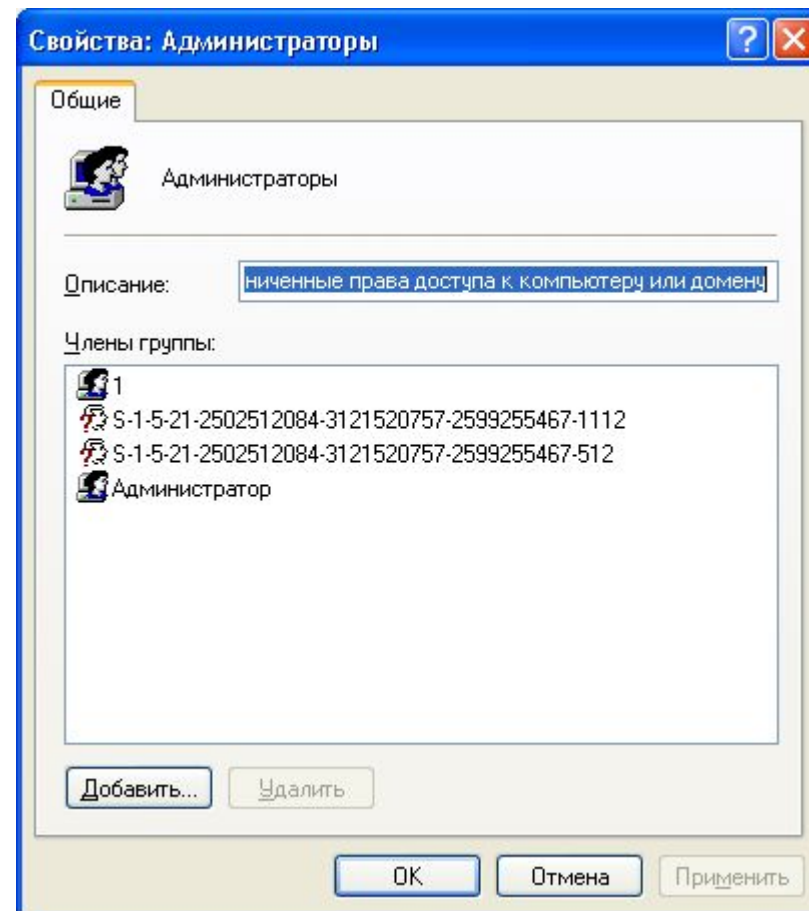 Свойства: Администраторы
Общие
Администраторы
Описание: ниченные права доступа к компьютеру или домену
Члены группы:
1
S-1-5-21-2502512084-3121520757-2599255467-1112
S-1-5-21-2502512084-3121520757-2599255467-512
Администратор
Добавить... Удалить
OK Отмена Применить